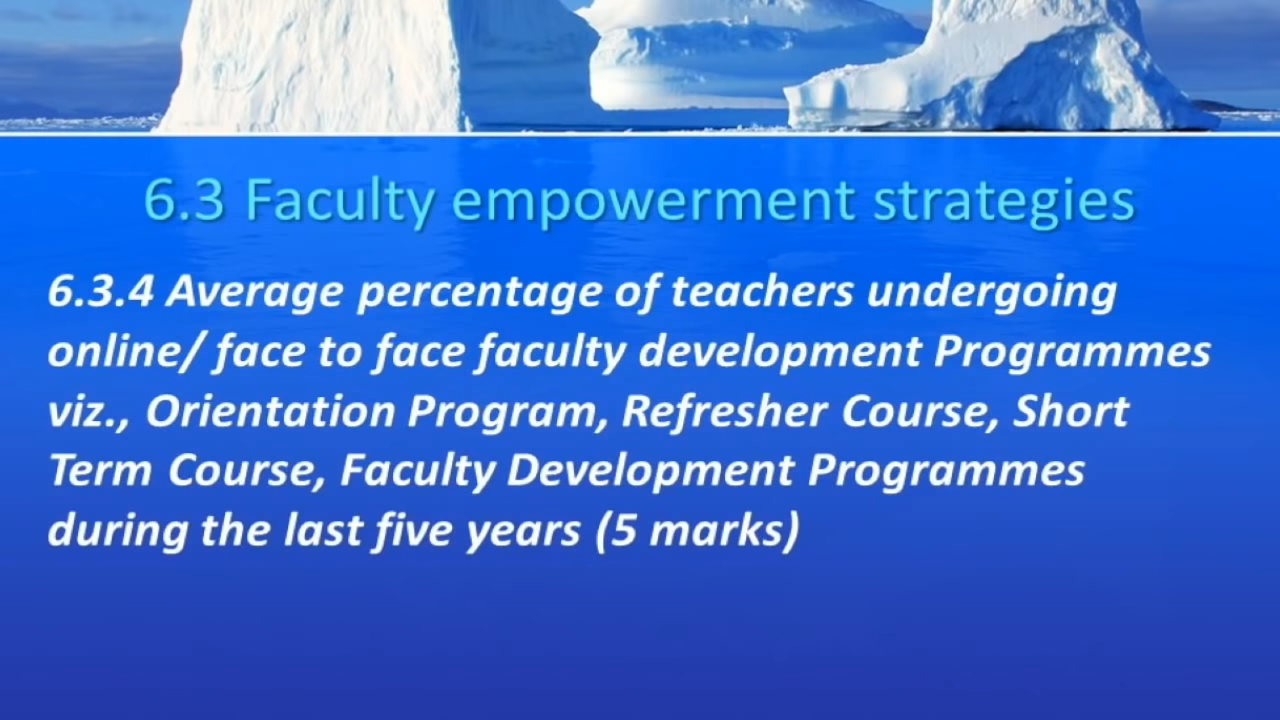 6.3 Faculty empowerment strategies
6.3.4 Average percentage of teachers undergoing
online/ face to face faculty development Programmes
viz., Orientation Program, Refresher Course, Short
Term Course, Faculty Development Programmes
during the last five years (5 marks)